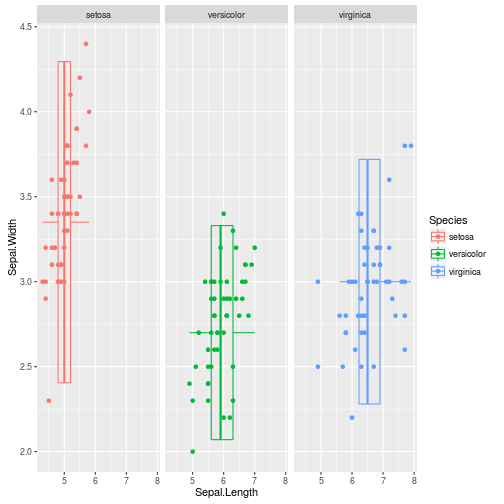 setosa versicolor virginica
4.5
4.0
3.5
3.0
2.5
2.0
Sepal.Width
5 6 7 8 5 6 7 8 5 6 7 8
Sepal.Length
Species
setosa
versicolor
virginica